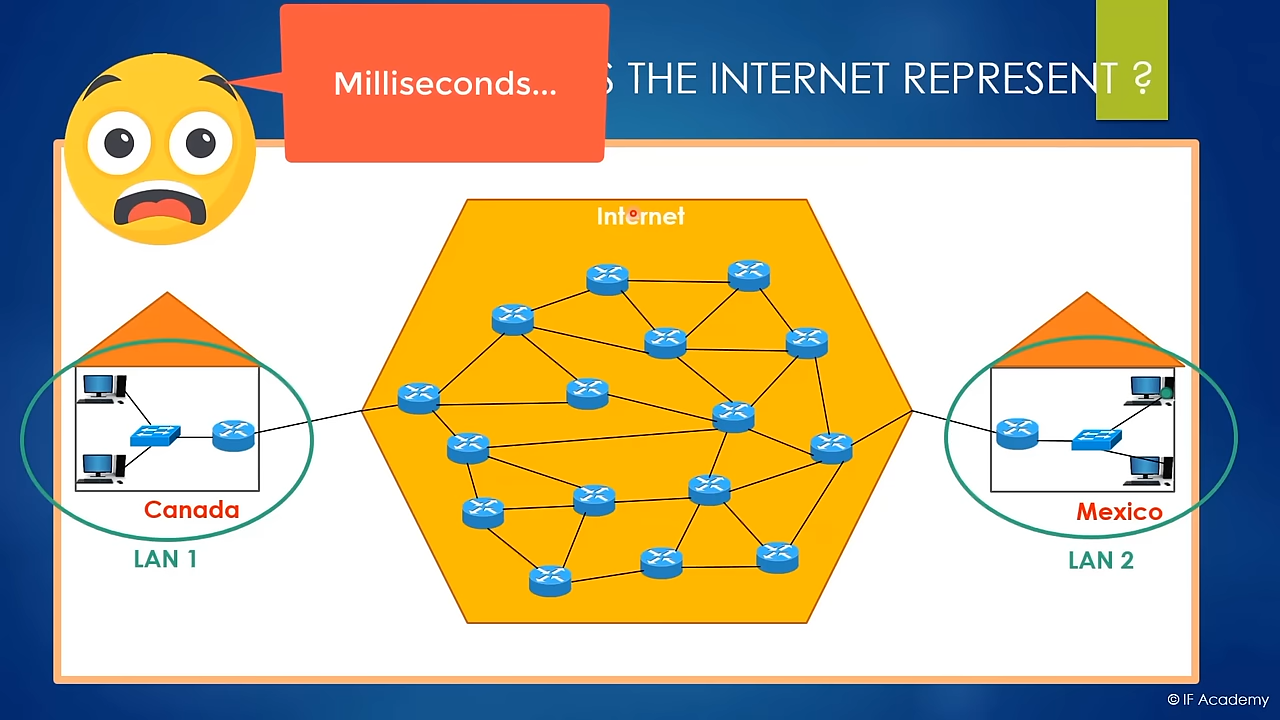 Milliseconds...
S THE INTERNET REPRESENT ?
Internet
Canada
LAN 1
Mexico
LAN 2
© IF Academy